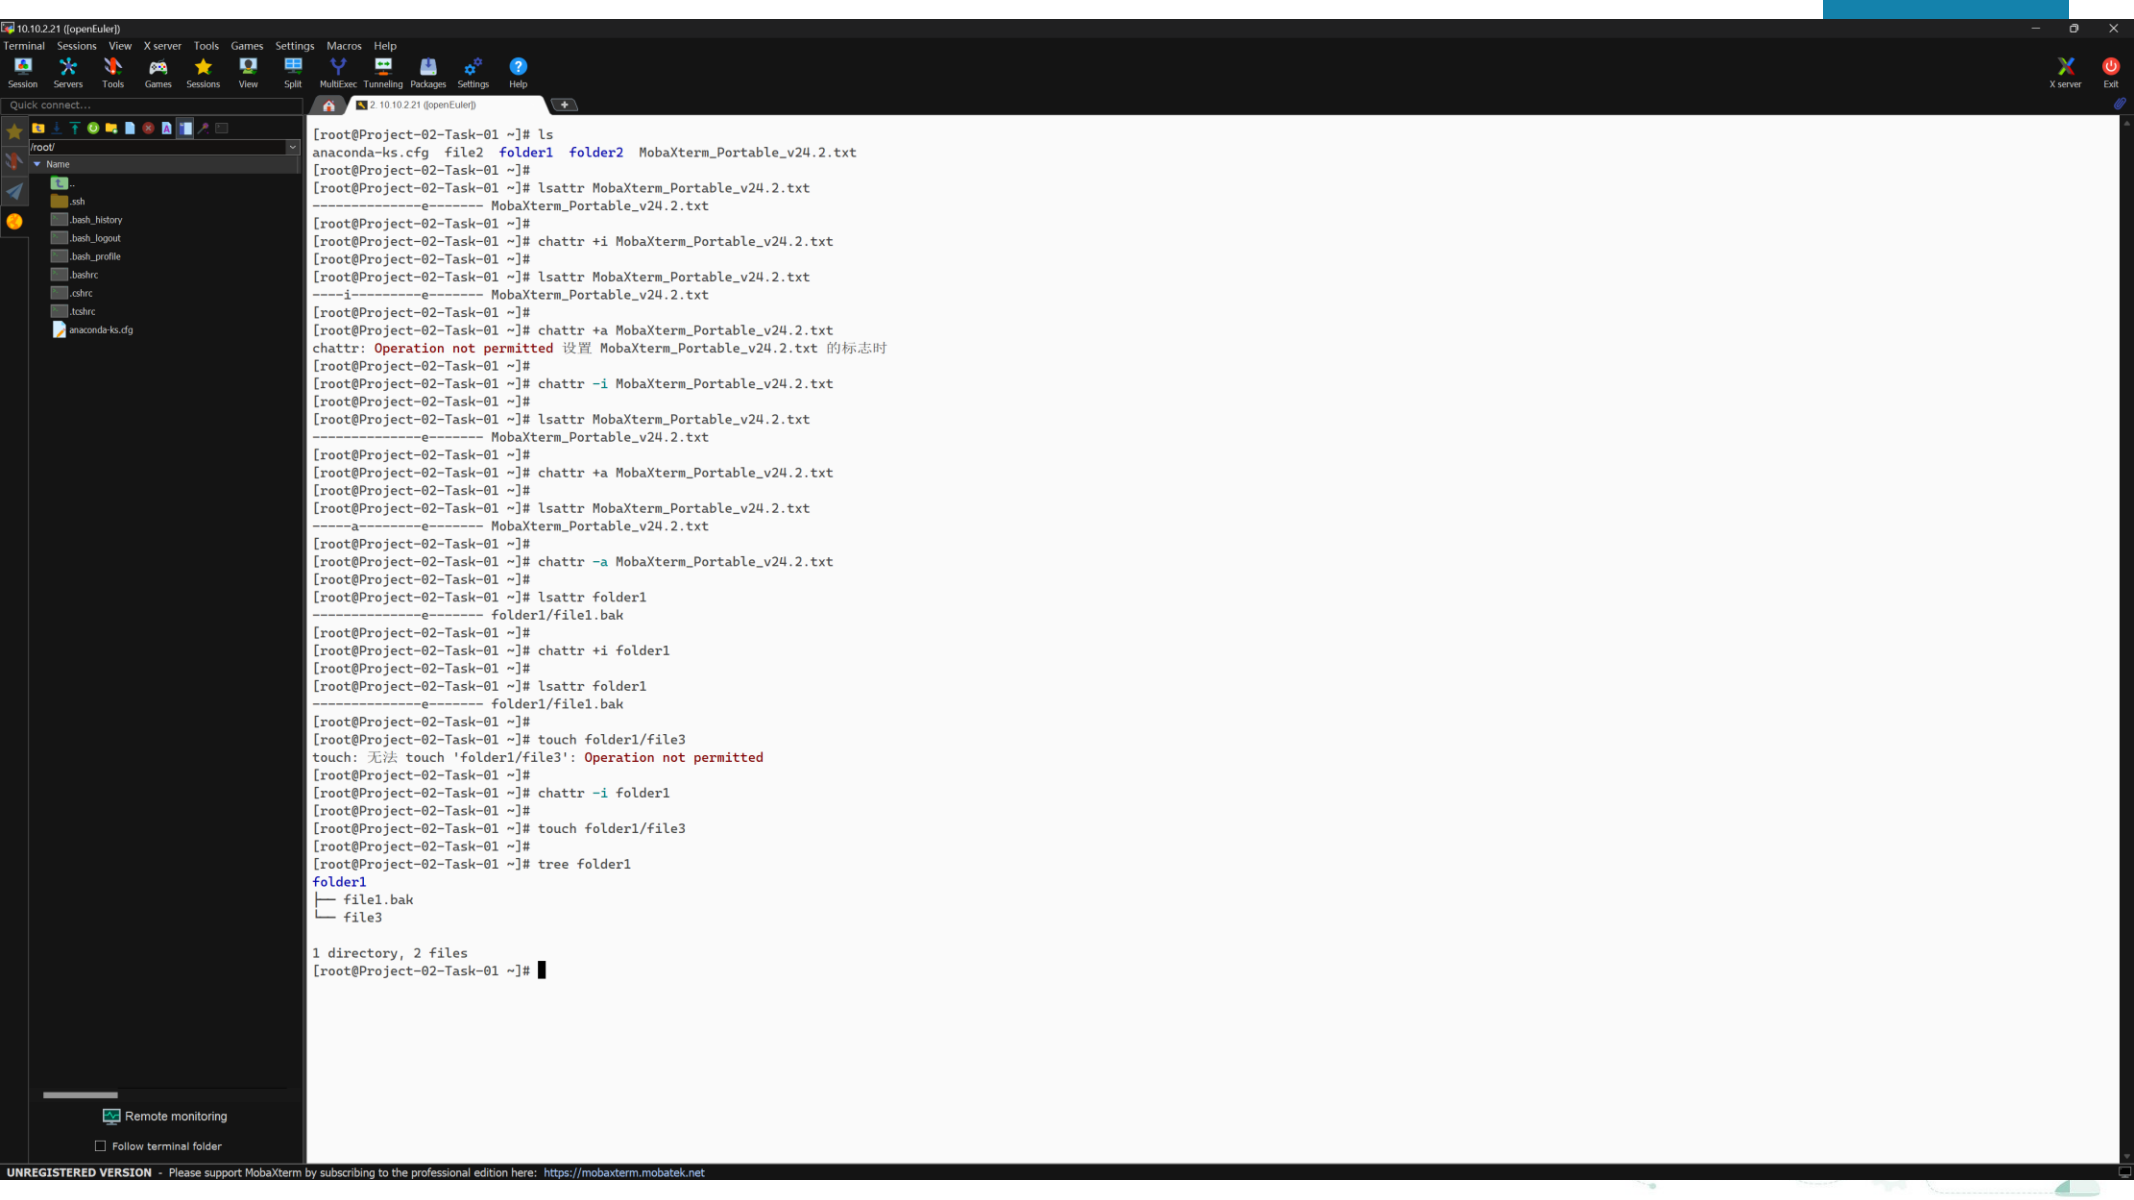 10.10.2.21 ([openEuler])
Terminal Sessions View X server Tools Games Settings Macros Help
Session Servers Tools Games Sessions View Split MultiExec Tunneling Packages Settings Help X server Exit
Quick connect...
2. 10.10.2.21 ([openEuler])
/root/
Name
..
.ssh
.bash_history
.bash_logout
.bash_profile
.bashrc
.cshrc
.tcshrc
anaconda-ks.cfg
[root@Project-02-Task-01 ~]# ls
anaconda-ks.cfg file2 folder1 folder2 MobaXterm_Portable_v24.2.txt
[root@Project-02-Task-01 ~]#
[root@Project-02-Task-01 ~]# lsattr MobaXterm_Portable_v24.2.txt
--------------e------- MobaXterm_Portable_v24.2.txt
[root@Project-02-Task-01 ~]#
[root@Project-02-Task-01 ~]# chattr +i MobaXterm_Portable_v24.2.txt
[root@Project-02-Task-01 ~]#
[root@Project-02-Task-01 ~]# lsattr MobaXterm_Portable_v24.2.txt
----i---------e------- MobaXterm_Portable_v24.2.txt
[root@Project-02-Task-01 ~]#
[root@Project-02-Task-01 ~]# chattr +a MobaXterm_Portable_v24.2.txt
chattr: Operation not permitted 设置 MobaXterm_Portable_v24.2.txt 的标志时
[root@Project-02-Task-01 ~]#
[root@Project-02-Task-01 ~]# chattr -i MobaXterm_Portable_v24.2.txt
[root@Project-02-Task-01 ~]#
[root@Project-02-Task-01 ~]# lsattr MobaXterm_Portable_v24.2.txt
--------------e------- MobaXterm_Portable_v24.2.txt
[root@Project-02-Task-01 ~]#
[root@Project-02-Task-01 ~]# chattr +a MobaXterm_Portable_v24.2.txt
[root@Project-02-Task-01 ~]#
[root@Project-02-Task-01 ~]# lsattr MobaXterm_Portable_v24.2.txt
-----a--------e------- MobaXterm_Portable_v24.2.txt
[root@Project-02-Task-01 ~]#
[root@Project-02-Task-01 ~]# chattr -a MobaXterm_Portable_v24.2.txt
[root@Project-02-Task-01 ~]#
[root@Project-02-Task-01 ~]# lsattr folder1
--------------e------- folder1/file1.bak
[root@Project-02-Task-01 ~]#
[root@Project-02-Task-01 ~]# chattr +i folder1
[root@Project-02-Task-01 ~]#
[root@Project-02-Task-01 ~]# lsattr folder1
--------------e------- folder1/file1.bak
[root@Project-02-Task-01 ~]#
[root@Project-02-Task-01 ~]# touch folder1/file3
touch: 无法 touch 'folder1/file3': Operation not permitted
[root@Project-02-Task-01 ~]#
[root@Project-02-Task-01 ~]# chattr -i folder1
[root@Project-02-Task-01 ~]#
[root@Project-02-Task-01 ~]# touch folder1/file3
[root@Project-02-Task-01 ~]#
[root@Project-02-Task-01 ~]# tree folder1
folder1
├── file1.bak
└── file3
1 directory, 2 files
[root@Project-02-Task-01 ~]#
Remote monitoring
Follow terminal folder
UNREGISTERED VERSION - Please support MobaXterm by subscribing to the professional edition here: https://mobaxterm.mobatek.net